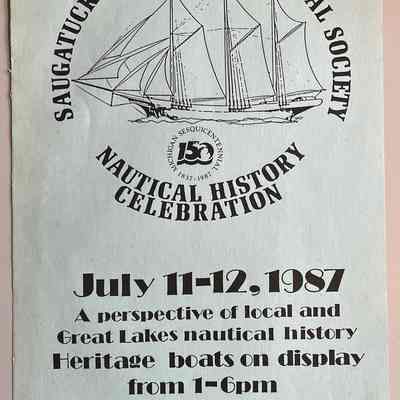 SAUGATUCK
AL SOCIETY
MICHIGAN SESQUICENTENNIAL
150
1837-1987
NAUTICAL HISTORY
CELEBRATION
July 11-12, 1987
A perspective of local and
Great Lakes nautical history
Heritage boats on display
from 1-6pm